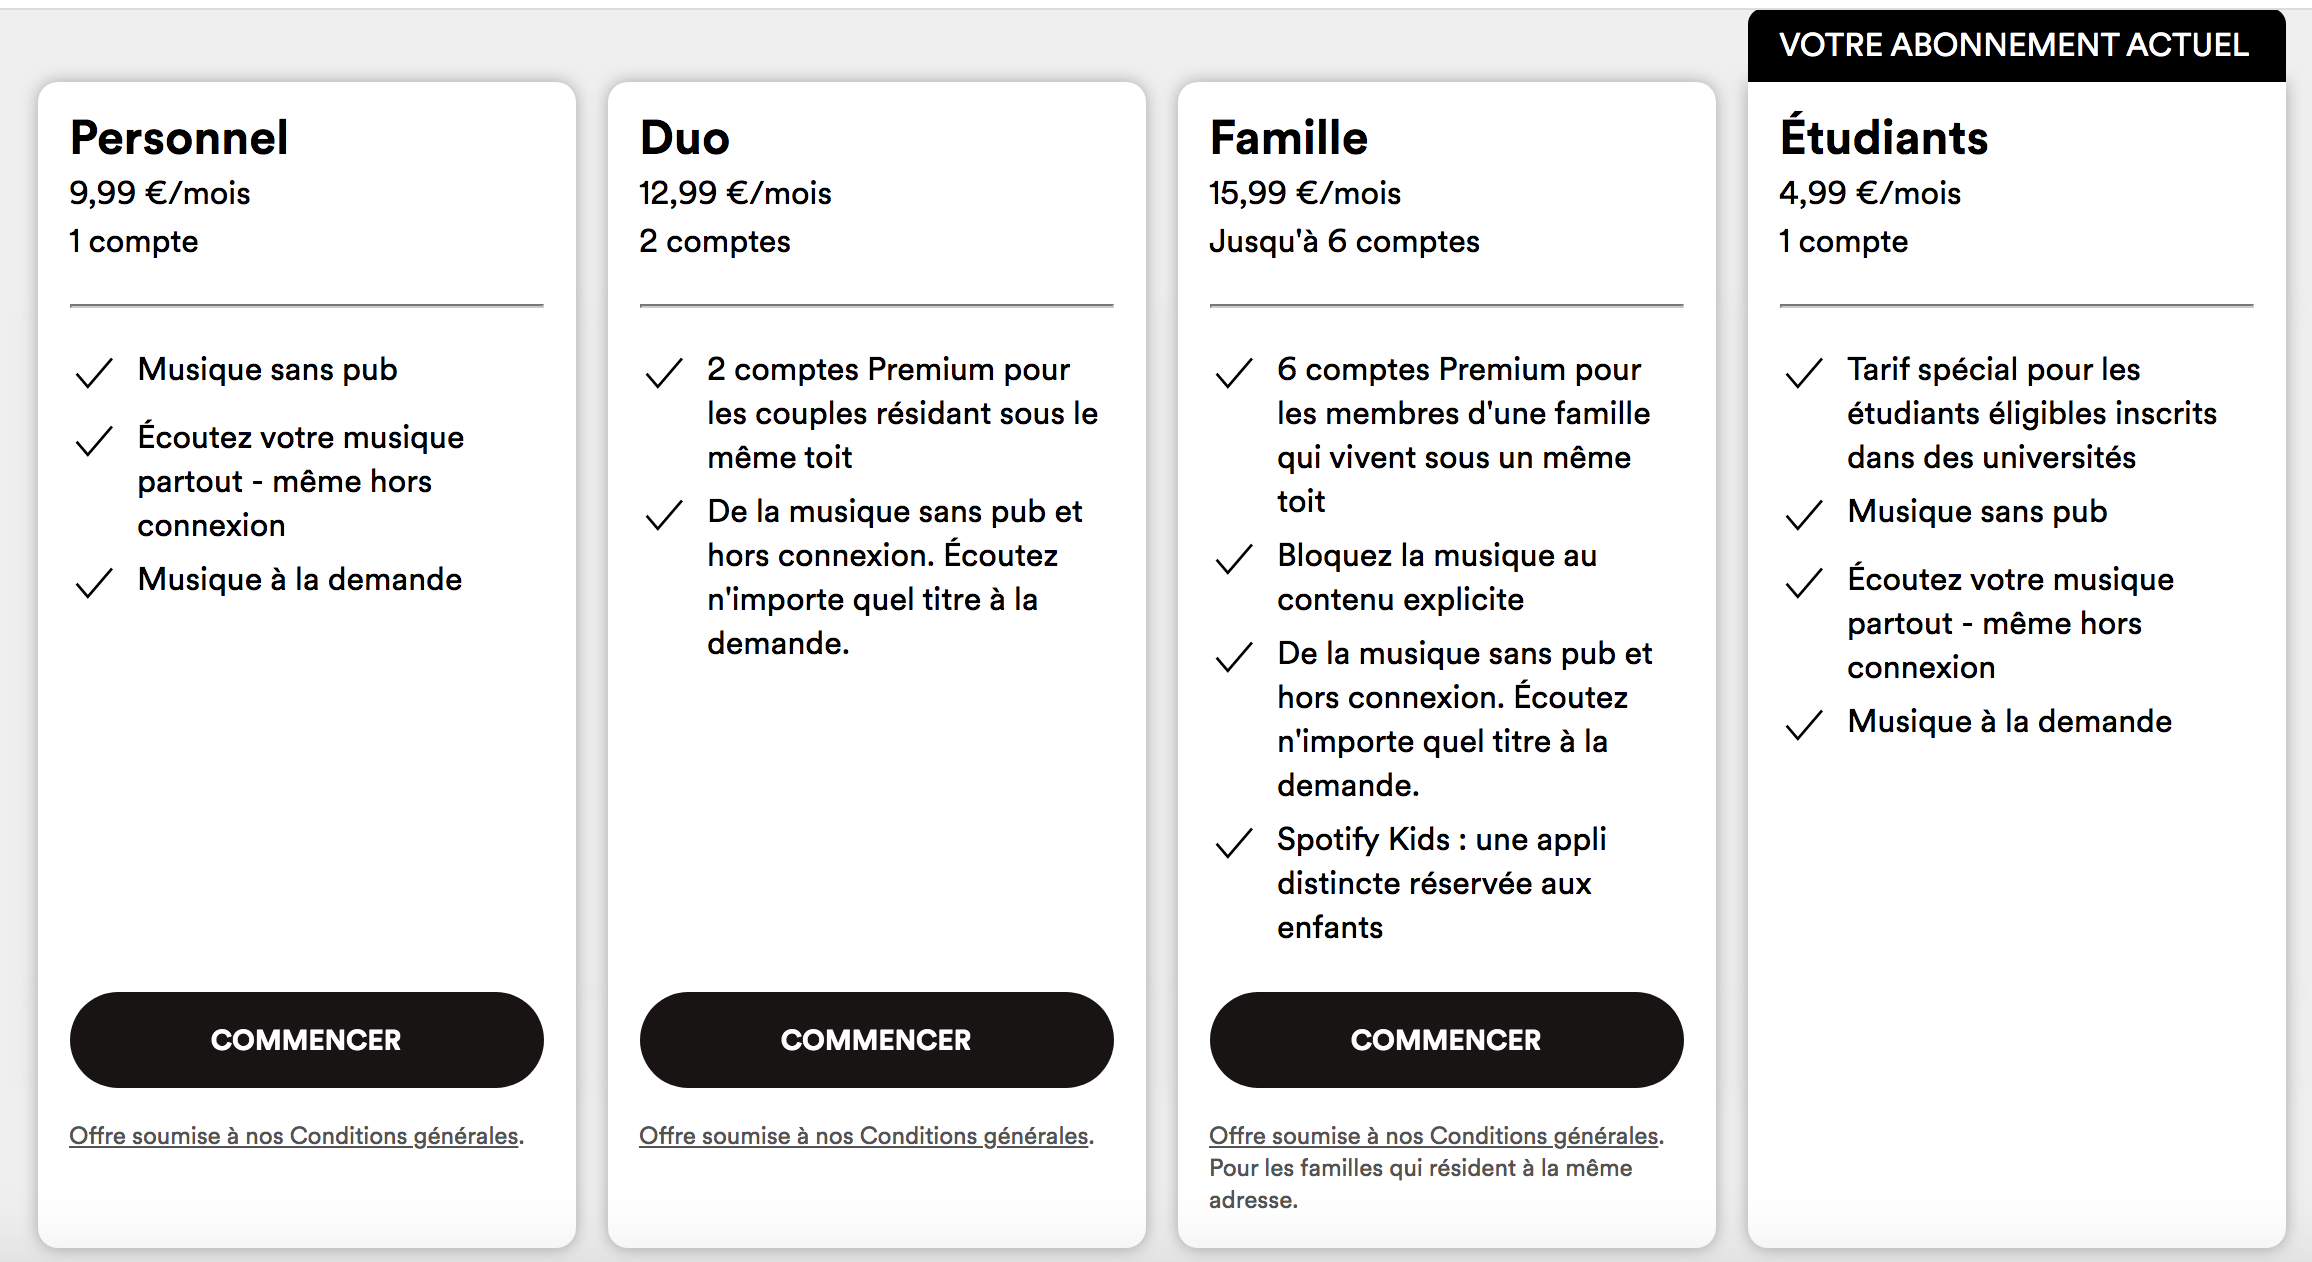 VOTRE ABONNEMENT ACTUEL
Personnel
9,99 €/mois
1 compte
Musique sans pub
Écoutez votre musique
partout - même hors
connexion
Musique à la demande
COMMENCER
Offre soumise à nos Conditions générales.
Duo
12,99 €/mois
2 comptes
2 comptes Premium pour
les couples résidant sous le
même toit
De la musique sans pub et
hors connexion. Écoutez
n'importe quel titre à la
demande.
COMMENCER
Offre soumise à nos Conditions générales.
Famille
15,99 €/mois
Jusqu'à 6 comptes
6 comptes Premium pour
les membres d'une famille
qui vivent sous un même
toit
Bloquez la musique au
contenu explicite
De la musique sans pub et
hors connexion. Écoutez
n'importe quel titre à la
demande.
Spotify Kids : une appli
distincte réservée aux
enfants
COMMENCER
Offre soumise à nos Conditions générales.
Pour les familles qui résident à la même
adresse.
Étudiants
4,99 €/mois
1 compte
Tarif spécial pour les
étudiants éligibles inscrits
dans des universités
Musique sans pub
Écoutez votre musique
partout - même hors
connexion
Musique à la demande